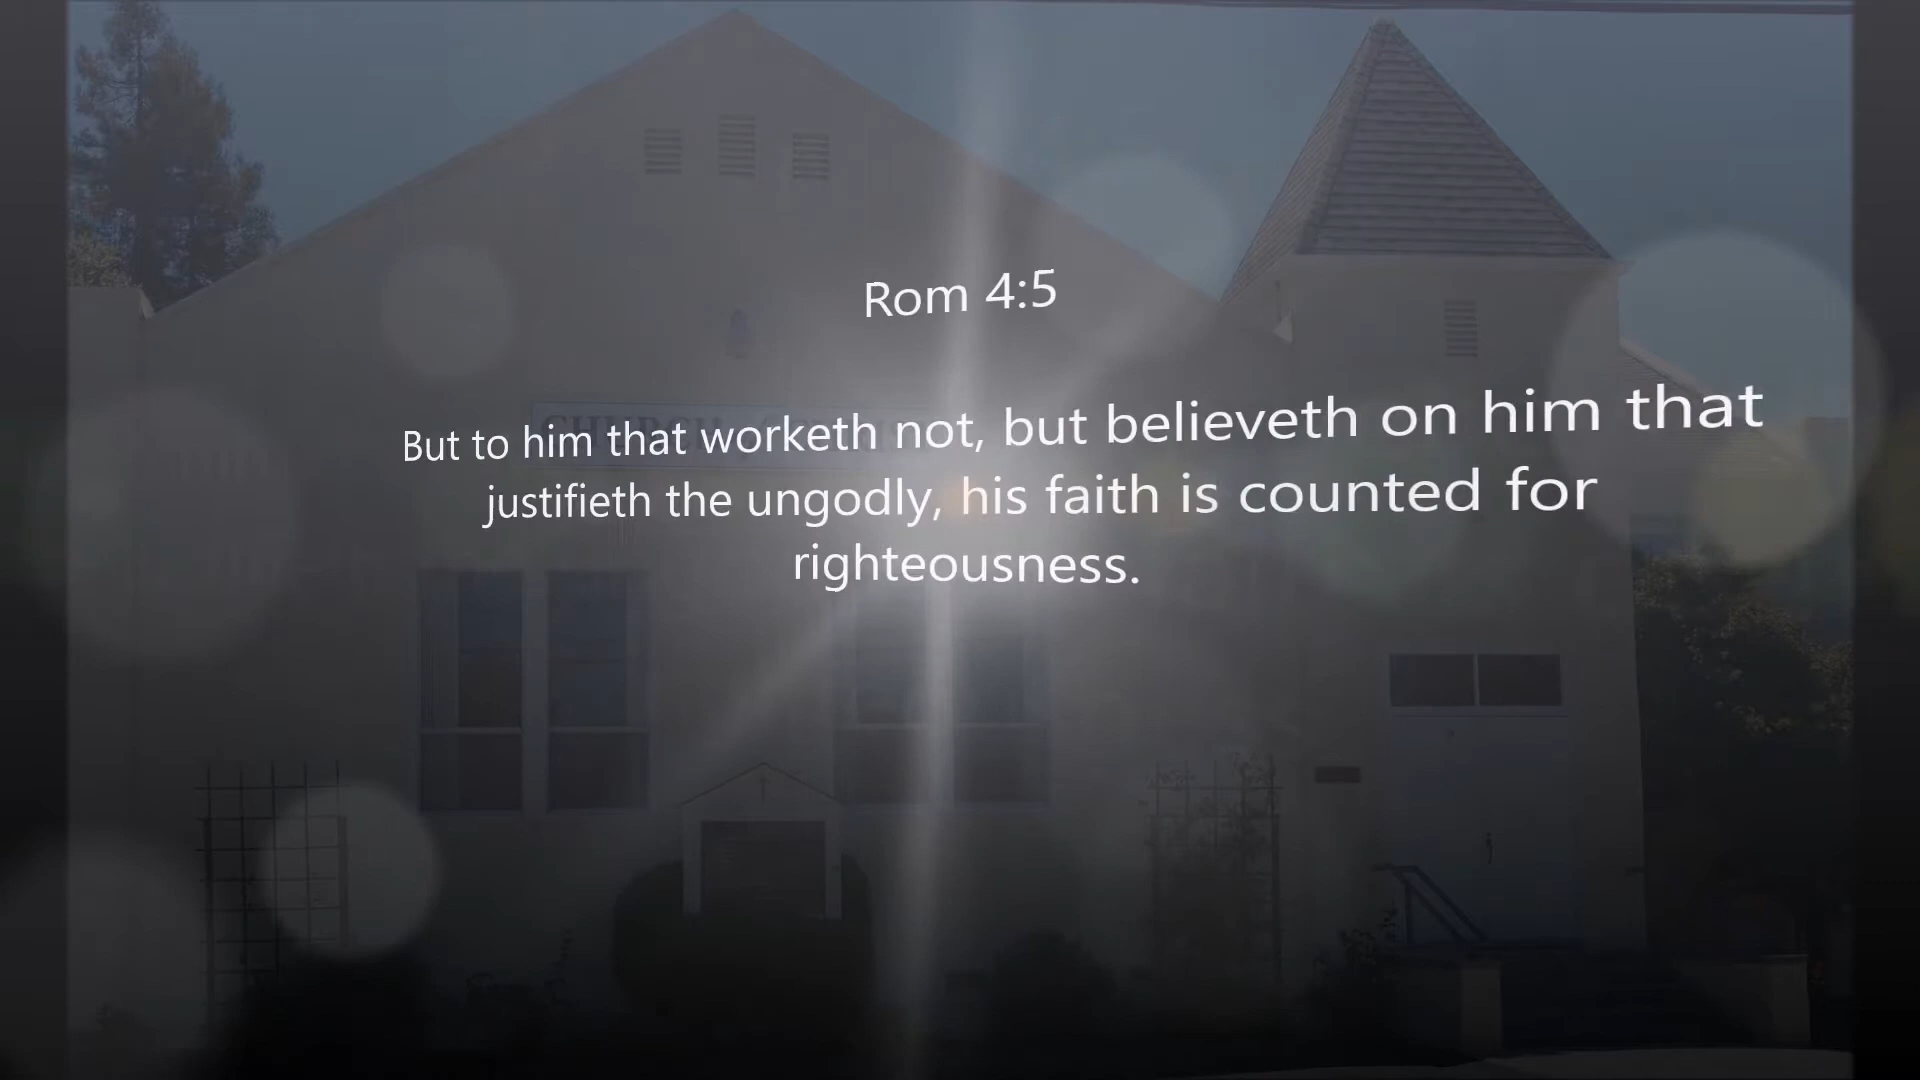 Rom 4:5
But to him that worketh not, but believeth on him that
justifieth the ungodly, his faith is counted for
righteousness.
CHURCH